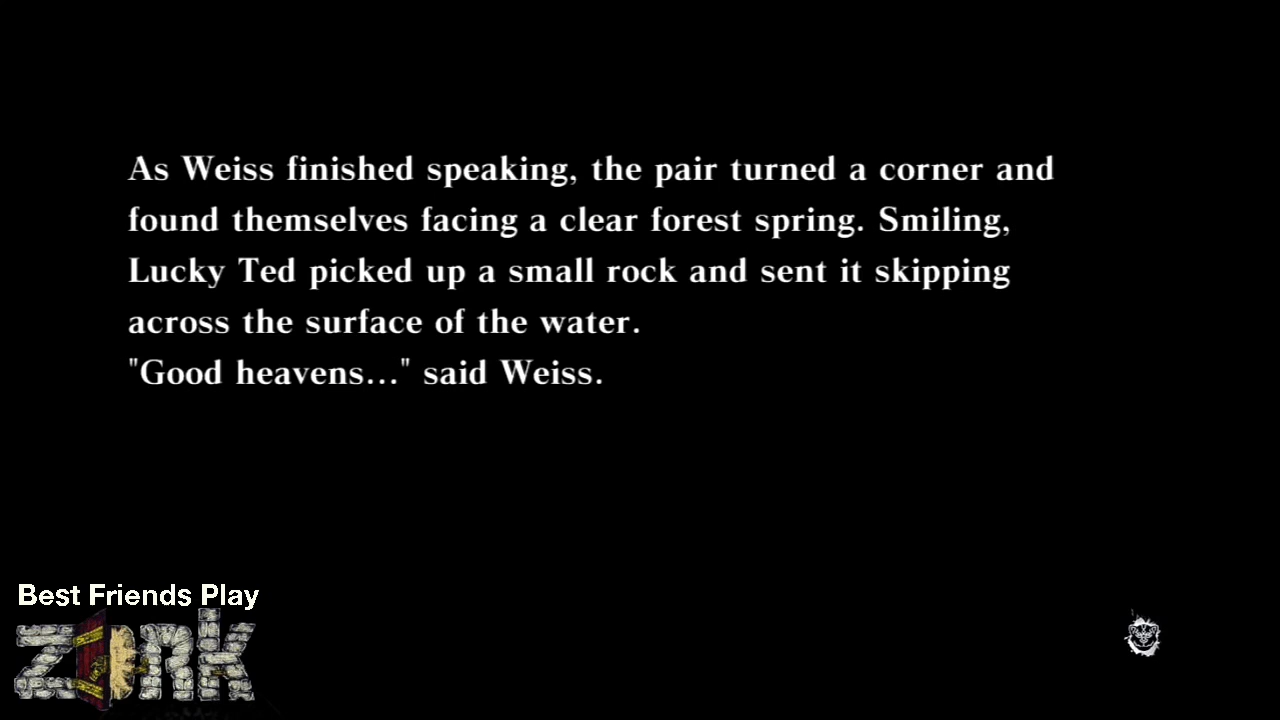 As Weiss finished speaking, the pair turned a corner and
found themselves facing a clear forest spring. Smiling,
Lucky Ted picked up a small rock and sent it skipping
across the surface of the water.
"Good heavens..." said Weiss.
Best Friends Play
ZORK